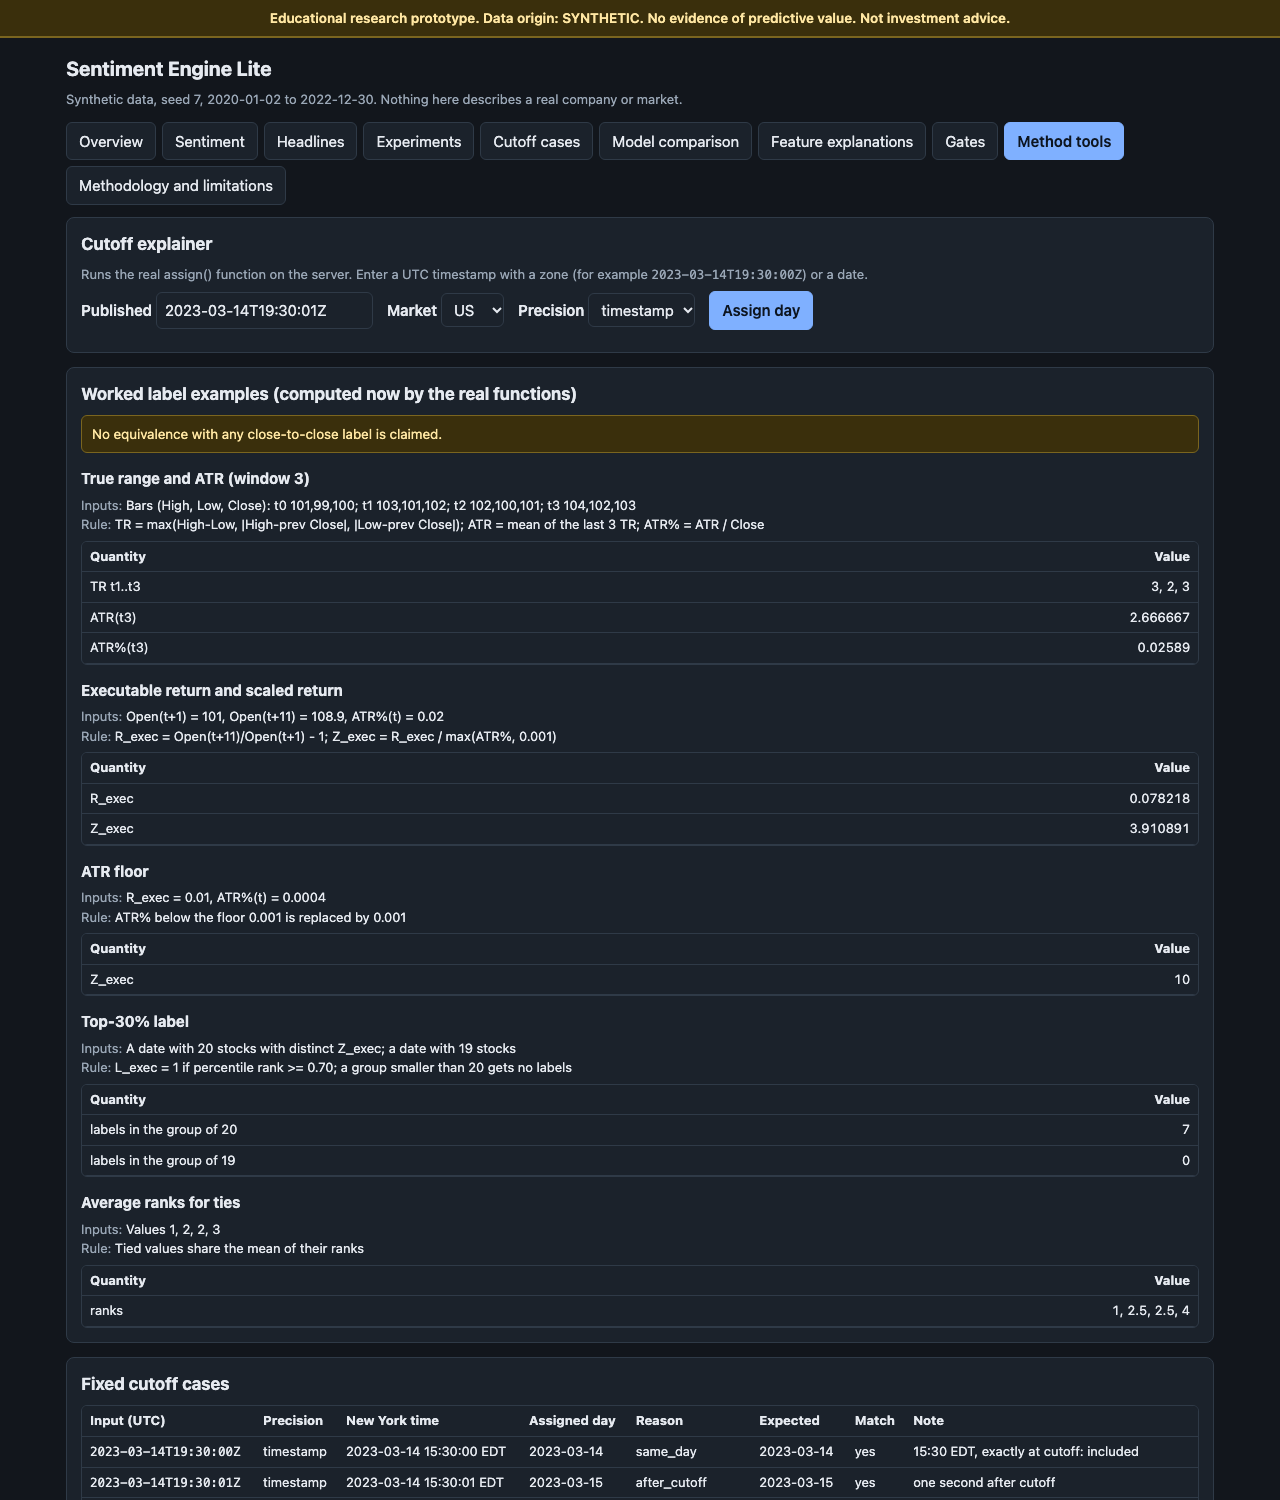 Educational research prototype. Data origin: SYNTHETIC. No evidence of predictive value. Not investment advice.
Sentiment Engine Lite
Synthetic data, seed 7, 2020-01-02 to 2022-12-30. Nothing here describes a real company or market.
Overview Sentiment Headlines Experiments Cutoff cases Model comparison Feature explanations Gates Method tools
Methodology and limitations
Cutoff explainer
Runs the real assign() function on the server. Enter a UTC timestamp with a zone (for example 2023-03-14T19:30:00Z) or a date.
Published 2023-03-14T19:30:01Z Market US Precision timestamp Assign day
Worked label examples (computed now by the real functions)
No equivalence with any close-to-close label is claimed.
True range and ATR (window 3)
Inputs: Bars (High, Low, Close): t0 101,99,100; t1 103,101,102; t2 102,100,101; t3 104,102,103
Rule: TR = max(High-Low, |High-prev Close|, |Low-prev Close|); ATR = mean of the last 3 TR; ATR% = ATR / Close
Quantity Value
TR t1..t3 3, 2, 3
ATR(t3) 2.666667
ATR%(t3) 0.02589
Executable return and scaled return
Inputs: Open(t+1) = 101, Open(t+11) = 108.9, ATR%(t) = 0.02
Rule: R_exec = Open(t+11)/Open(t+1) - 1; Z_exec = R_exec / max(ATR%, 0.001)
Quantity Value
R_exec 0.078218
Z_exec 3.910891
ATR floor
Inputs: R_exec = 0.01, ATR%(t) = 0.0004
Rule: ATR% below the floor 0.001 is replaced by 0.001
Quantity Value
Z_exec 10
Top-30% label
Inputs: A date with 20 stocks with distinct Z_exec; a date with 19 stocks
Rule: L_exec = 1 if percentile rank >= 0.70; a group smaller than 20 gets no labels
Quantity Value
labels in the group of 20 7
labels in the group of 19 0
Average ranks for ties
Inputs: Values 1, 2, 2, 3
Rule: Tied values share the mean of their ranks
Quantity Value
ranks 1, 2.5, 2.5, 4
Fixed cutoff cases
Input (UTC) Precision New York time Assigned day Reason Expected Match Note
2023-03-14T19:30:00Z timestamp 2023-03-14 15:30:00 EDT 2023-03-14 same_day 2023-03-14 yes 15:30 EDT, exactly at cutoff: included
2023-03-14T19:30:01Z timestamp 2023-03-14 15:30:01 EDT 2023-03-15 after_cutoff 2023-03-15 yes one second after cutoff